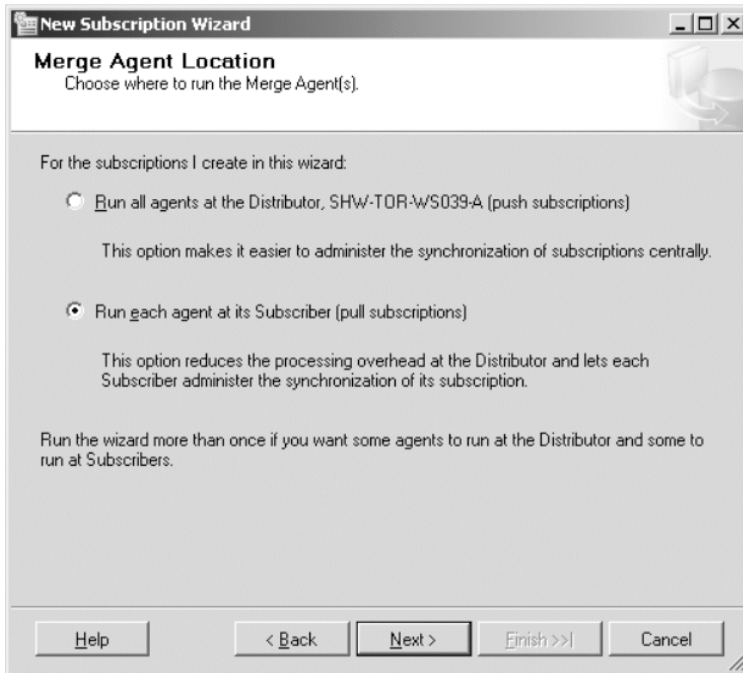 New Subscription Wizard
Merge Agent Location
Choose where to run the Merge Agent(s).
For the subscriptions I create in this wizard:
Run all agents at the Distributor, SHW-TOR-WS039-A (push subscriptions)
This option makes it easier to administer the synchronization of subscriptions centrally.
Run each agent at its Subscriber (pull subscriptions)
This option reduces the processing overhead at the Distributor and lets each
Subscriber administer the synchronization of its subscription.
Run the wizard more than once if you want some agents to run at the Distributor and some to
run at Subscribers.
Help
< Back
Next >
Finish >>|
Cancel